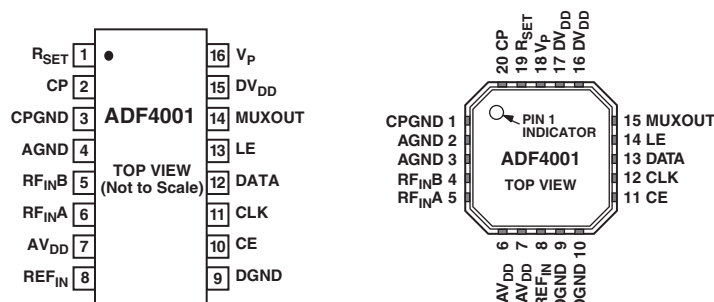 RSET 1
CP 2
CPGND 3
AGND 4
RFINB 5
RFINA 6
AVDD 7
REFIN 8
ADF4001
TOP VIEW
(Not to Scale)
16 VP
15 DVDD
14 MUXOUT
13 LE
12 DATA
11 CLK
10 CE
9 DGND
20 CP
19 RSET
18 VP
17 DVDD
16 DVDD
CPGND 1
AGND 2
AGND 3
RFINB 4
RFINA 5
PIN 1
INDICATOR
ADF4001
TOP VIEW
15 MUXOUT
14 LE
13 DATA
12 CLK
11 CE
AVDD 6
AVDD 7
REFIN 8
DGND 9
DGND 10